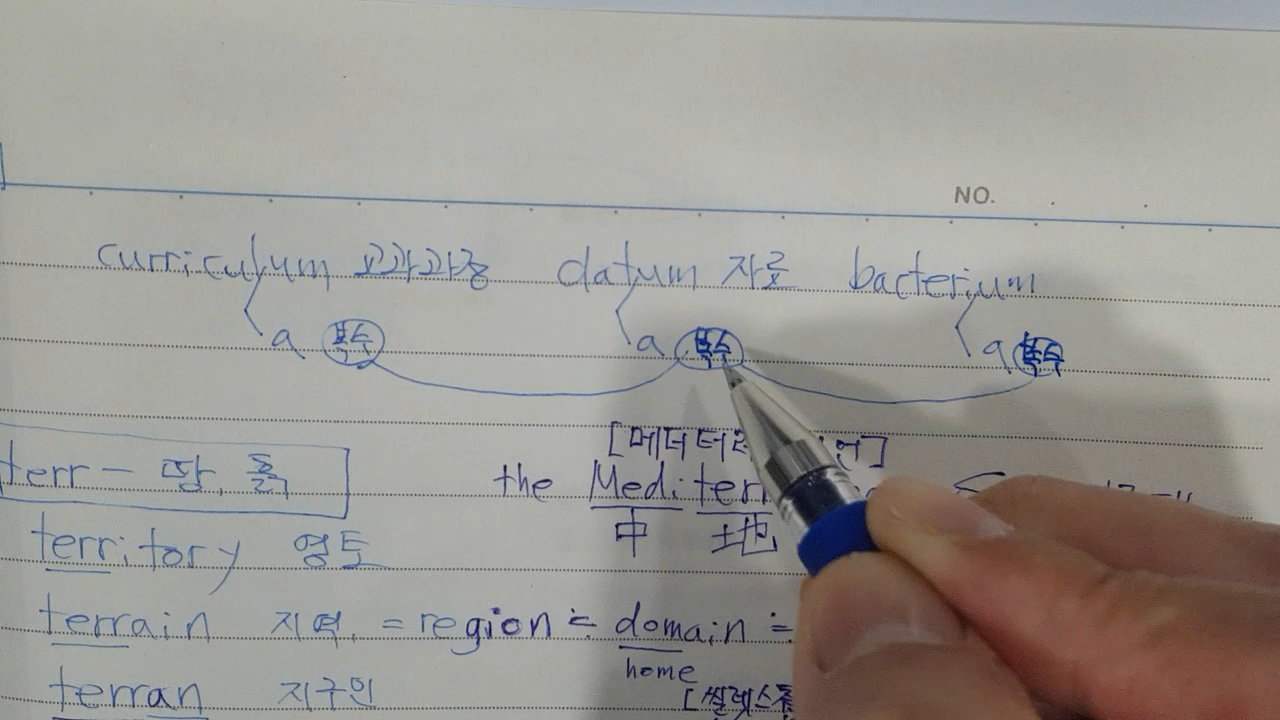 NO.
curriculum 교과과정 datum 자료 bacterium
a 복수 a 복수 a 복수
terr- 땅, 흙
the Mediterr
中 地
territory 영토
terrain 지역, = region ≒ domain ≒
home
terran 지구인